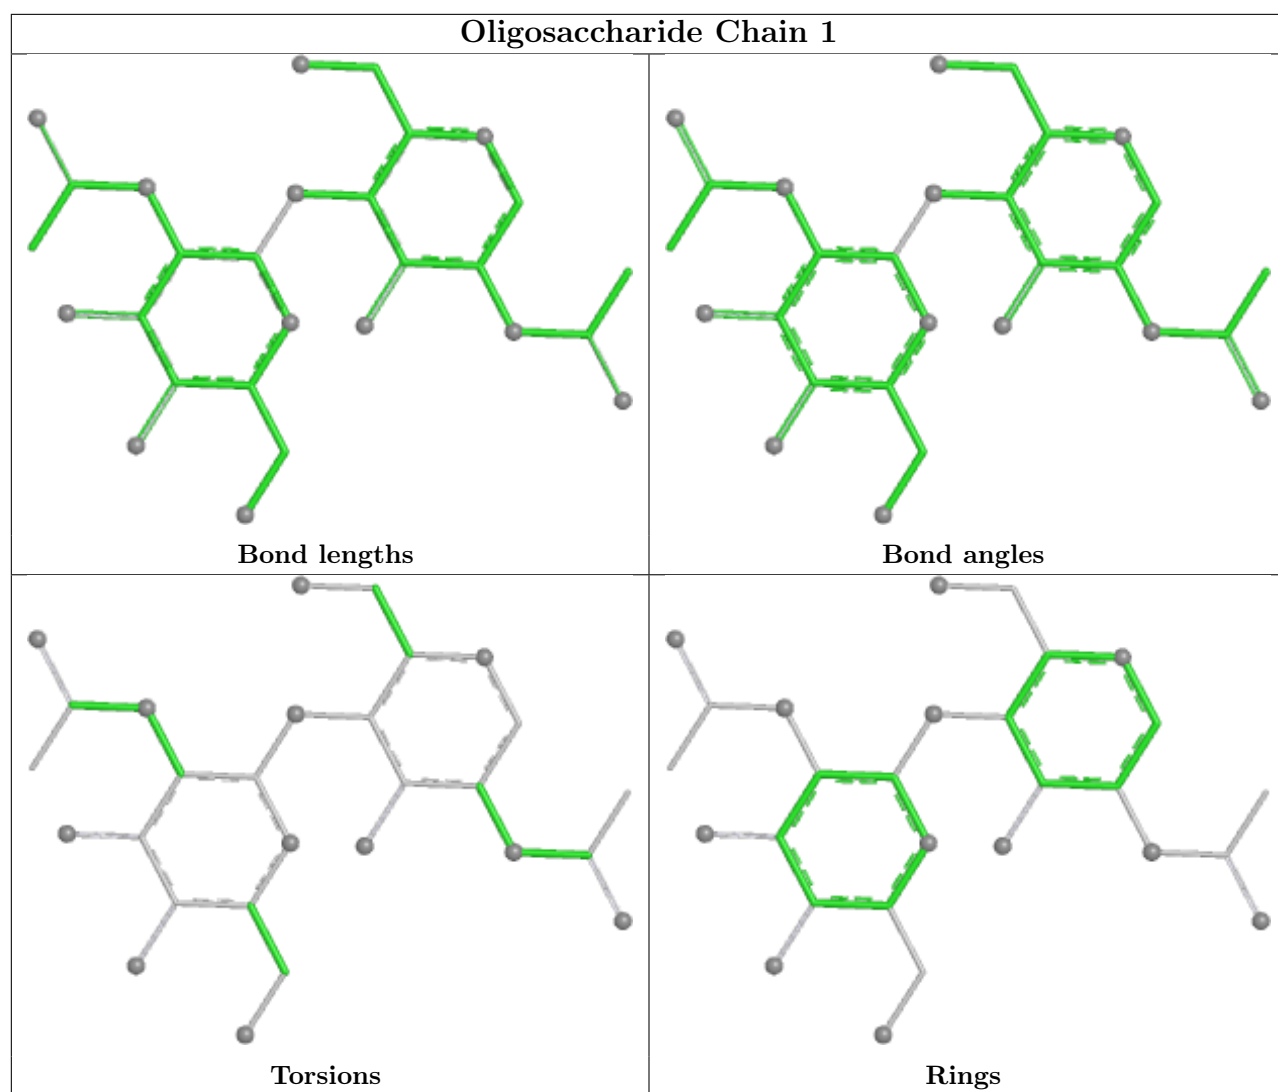 Oligosaccharide Chain 1
Bond lengths
Bond angles
Torsions
Rings